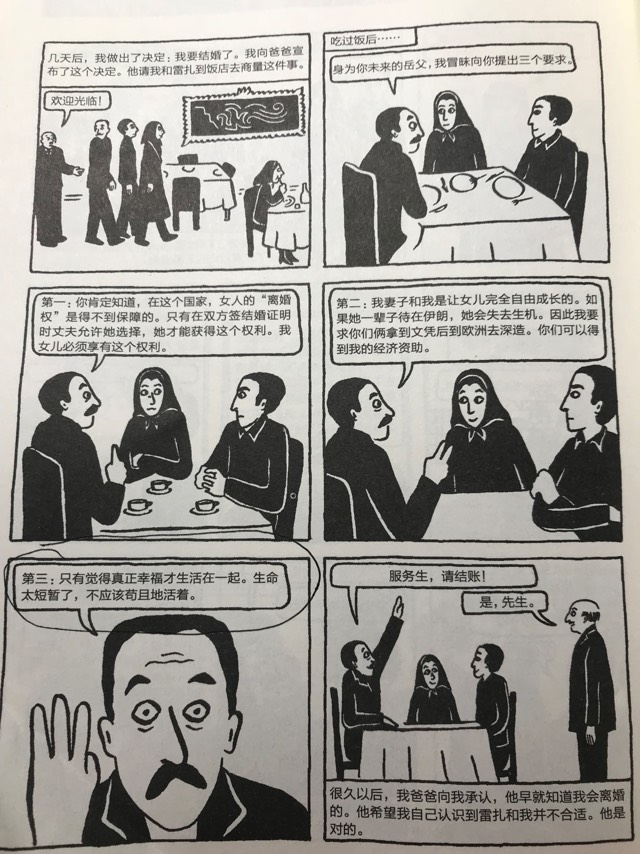 几天后，我做出了决定：我要结婚了。我向爸爸宣
布了这个决定。他请我和雷扎到饭店去商量这件事。
欢迎光临！
吃过饭后……
身为你未来的岳父，我冒昧向你提出三个要求。
第一：你肯定知道，在这个国家，女人的“离婚
权”是得不到保障的。只有在双方签结婚证明
时丈夫允许她选择，她才能获得这个权利。我
女儿必须享有这个权利。
第二：我妻子和我是让女儿完全自由成长的。如
果她一辈子待在伊朗，她会失去生机。因此我要
求你们俩拿到文凭后到欧洲去深造。你们可以得
到我的经济资助。
第三：只有觉得真正幸福才生活在一起。生命
太短暂了，不应该苟且地活着。
服务生，请结账！
是，先生。
很久以后，我爸爸向我承认，他早就知道我会离婚
的。他希望我自己认识到雷扎和我并不合适。他是
对的。